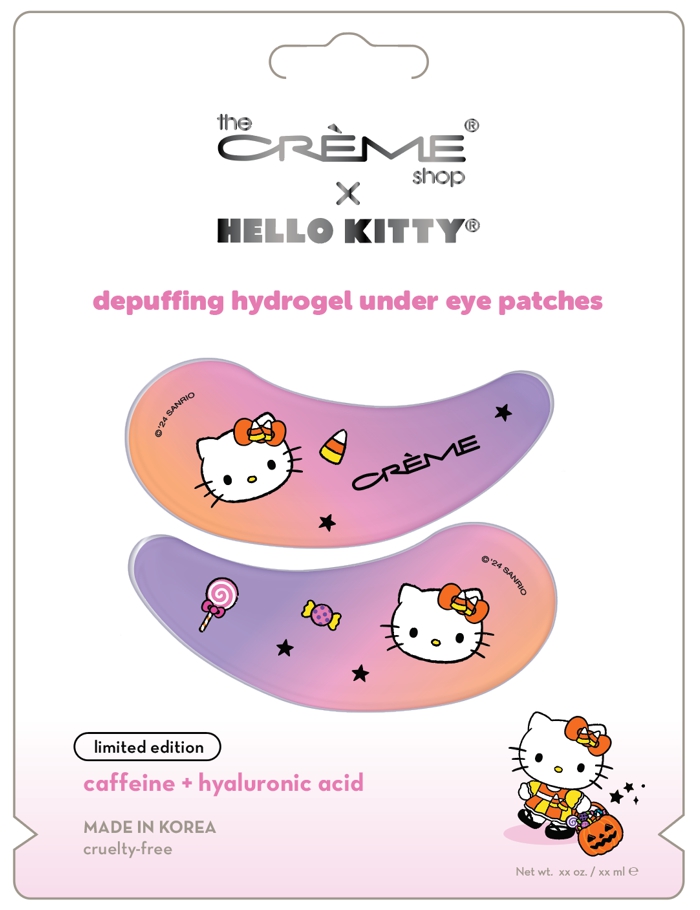 the
CRÈME®
shop
×
HELLO KITTY®
depuffing hydrogel under eye patches
©'24 SANRIO
CRÈME
©'24 SANRIO
limited edition
caffeine + hyaluronic acid
MADE IN KOREA
cruelty-free
Net wt. xx oz. / xx ml ℮